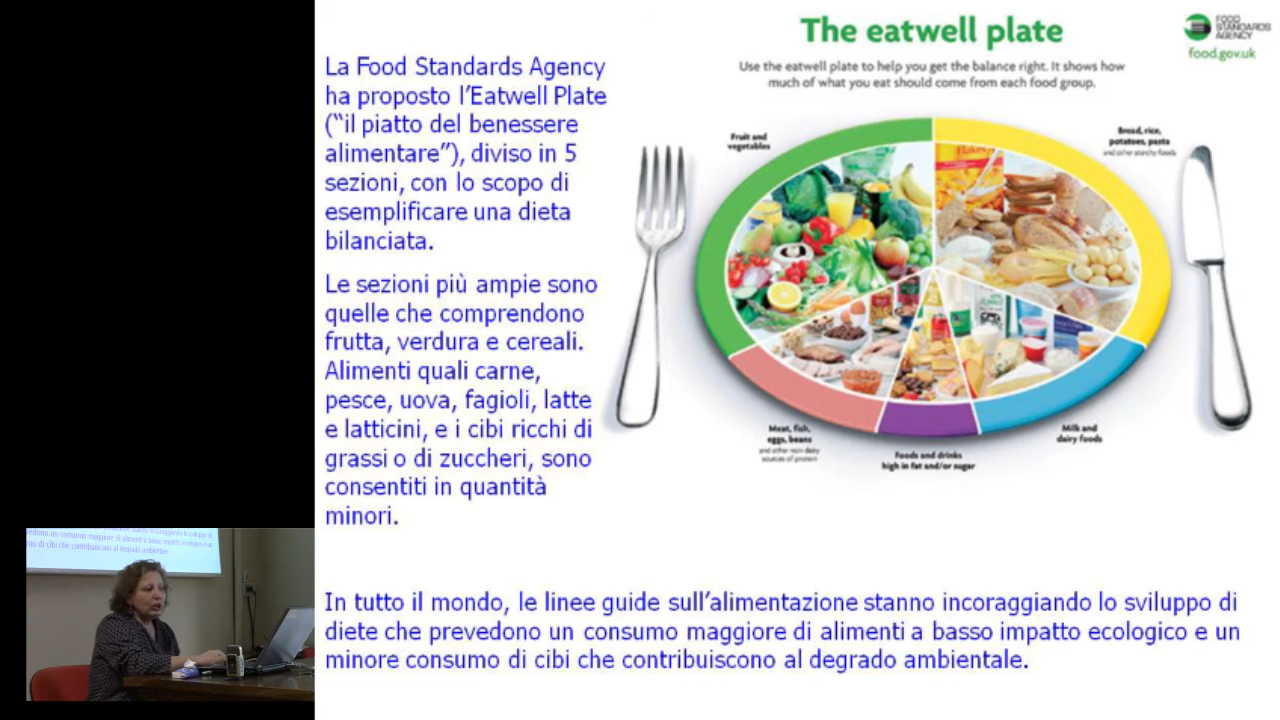 La Food Standards Agency
ha proposto l'Eatwell Plate
("il piatto del benessere
alimentare"), diviso in 5
sezioni, con lo scopo di
esemplificare una dieta
bilanciata.
Le sezioni più ampie sono
quelle che comprendono
frutta, verdura e cereali.
Alimenti quali carne,
pesce, uova, fagioli, latte
e latticini, e i cibi ricchi di
grassi o di zuccheri, sono
consentiti in quantità
minori.
The eatwell plate
Use the eatwell plate to help you get the balance right. It shows how
much of what you eat should come from each food group.
FOOD
STANDARDS
AGENCY
food.gov.uk
Fruit and
vegetables
Bread, rice,
potatoes, pasta
and other starchy foods
Meat, fish,
eggs, beans
and other non-dairy
sources of protein
Foods and drinks
high in fat and/or sugar
Milk and
dairy foods
In tutto il mondo, le linee guide sull'alimentazione stanno incoraggiando lo sviluppo di
diete che prevedono un consumo maggiore di alimenti a basso impatto ecologico e un
minore consumo di cibi che contribuiscono al degrado ambientale.
mo di cibi che contribuiscono al degrado ambientale.